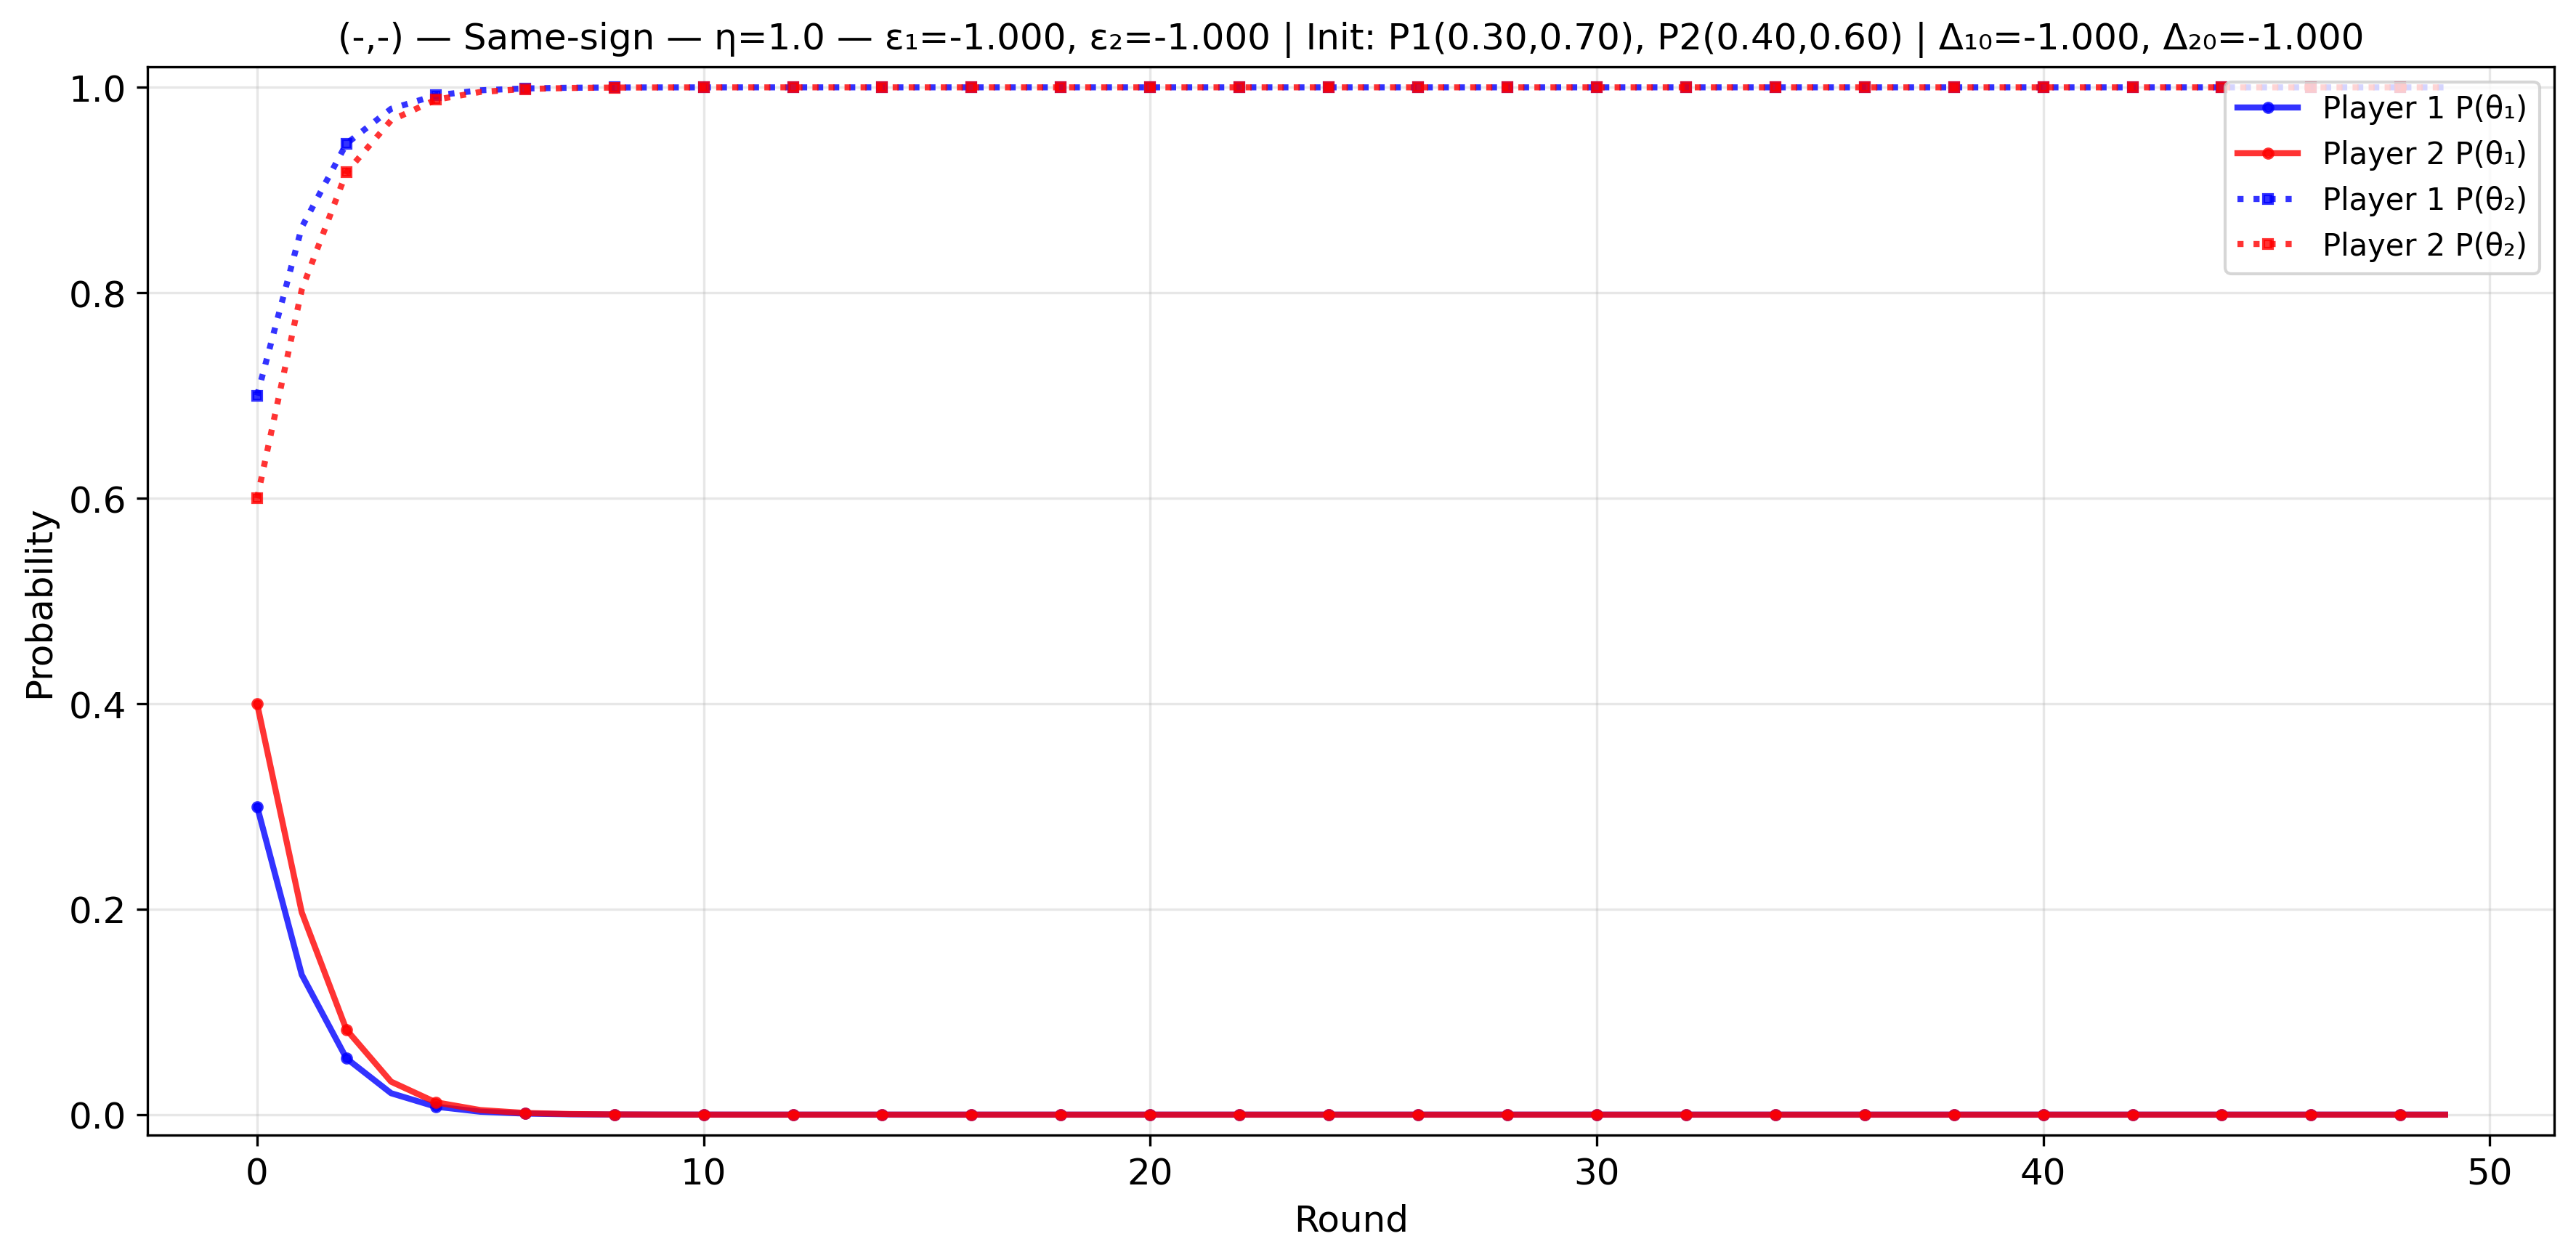 (-,-) — Same-sign — η=1.0 — ε₁=-1.000, ε₂=-1.000 | Init: P1(0.30,0.70), P2(0.40,0.60) | Δ₁₀=-1.000, Δ₂₀=-1.000
Probability
1.0
0.8
0.6
0.4
0.2
0.0
Player 1 P(θ₁)
Player 2 P(θ₁)
Player 1 P(θ₂)
Player 2 P(θ₂)
0 10 20 30 40 50
Round